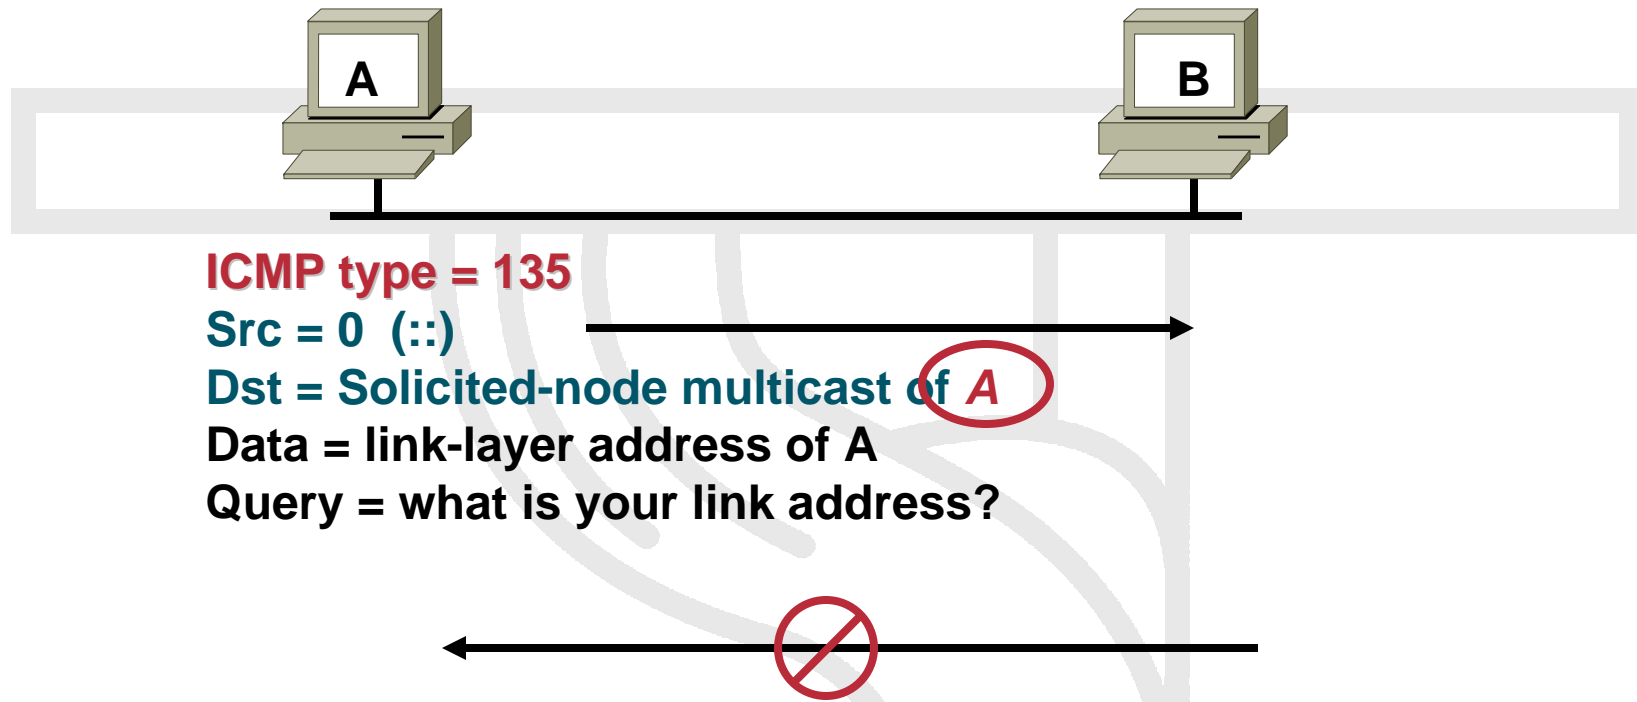 A
B
ICMP type = 135
Src = 0 (::)
Dst = Solicited-node multicast of A
Data = link-layer address of A
Query = what is your link address?